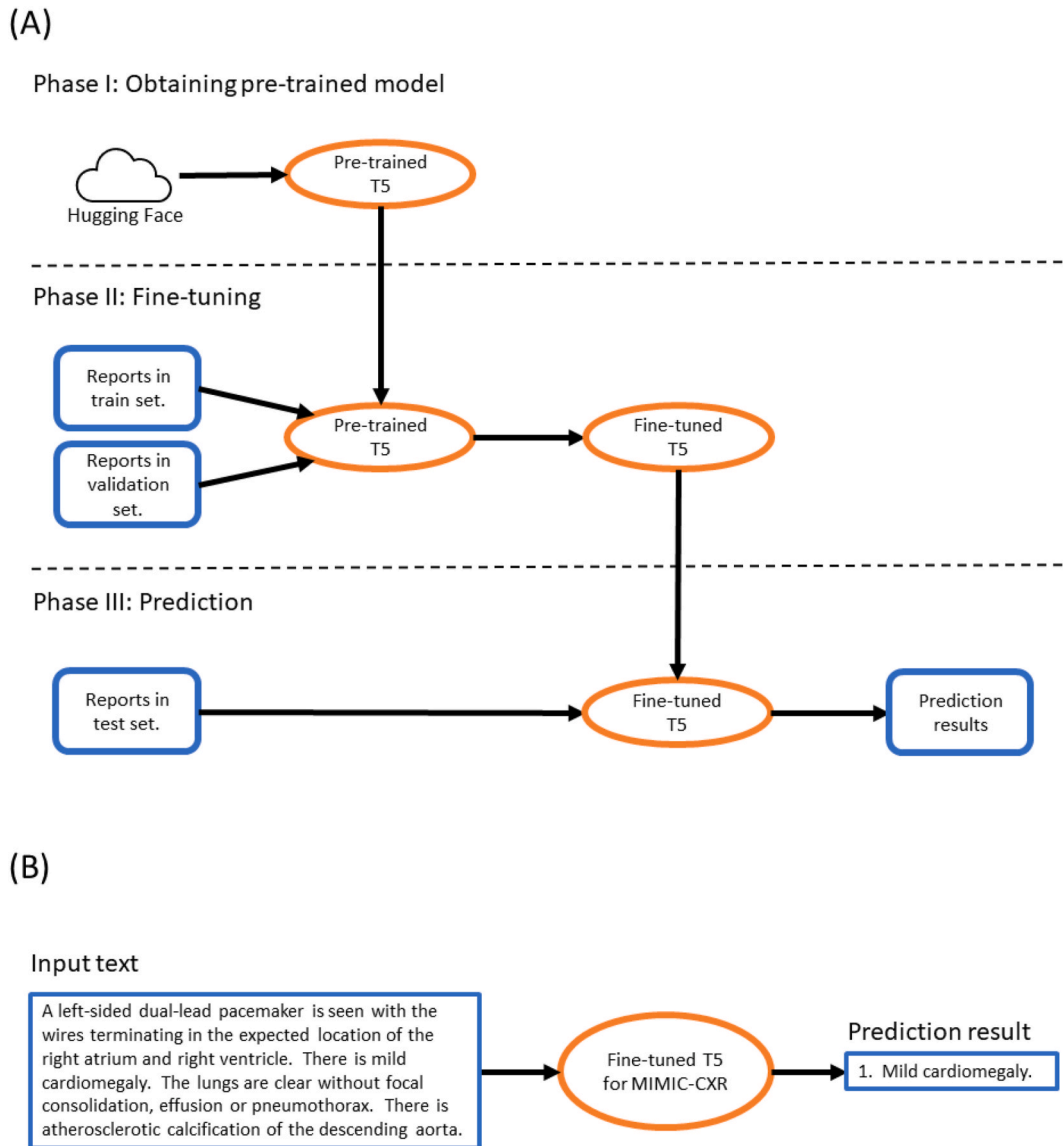 (A)
Phase I: Obtaining pre-trained model
Pre-trained
T5
Hugging Face
Phase II: Fine-tuning
Reports in
train set.
Reports in
validation
set.
Pre-trained
T5
Fine-tuned
T5
Phase III: Prediction
Reports in
test set.
Fine-tuned
T5
Prediction
results
(B)
Input text
A left-sided dual-lead pacemaker is seen with the
wires terminating in the expected location of the
right atrium and right ventricle.  There is mild
cardiomegaly.  The lungs are clear without focal
consolidation, effusion or pneumothorax.  There is
atherosclerotic calcification of the descending aorta.
Fine-tuned T5
for MIMIC-CXR
Prediction result
1.  Mild cardiomegaly.